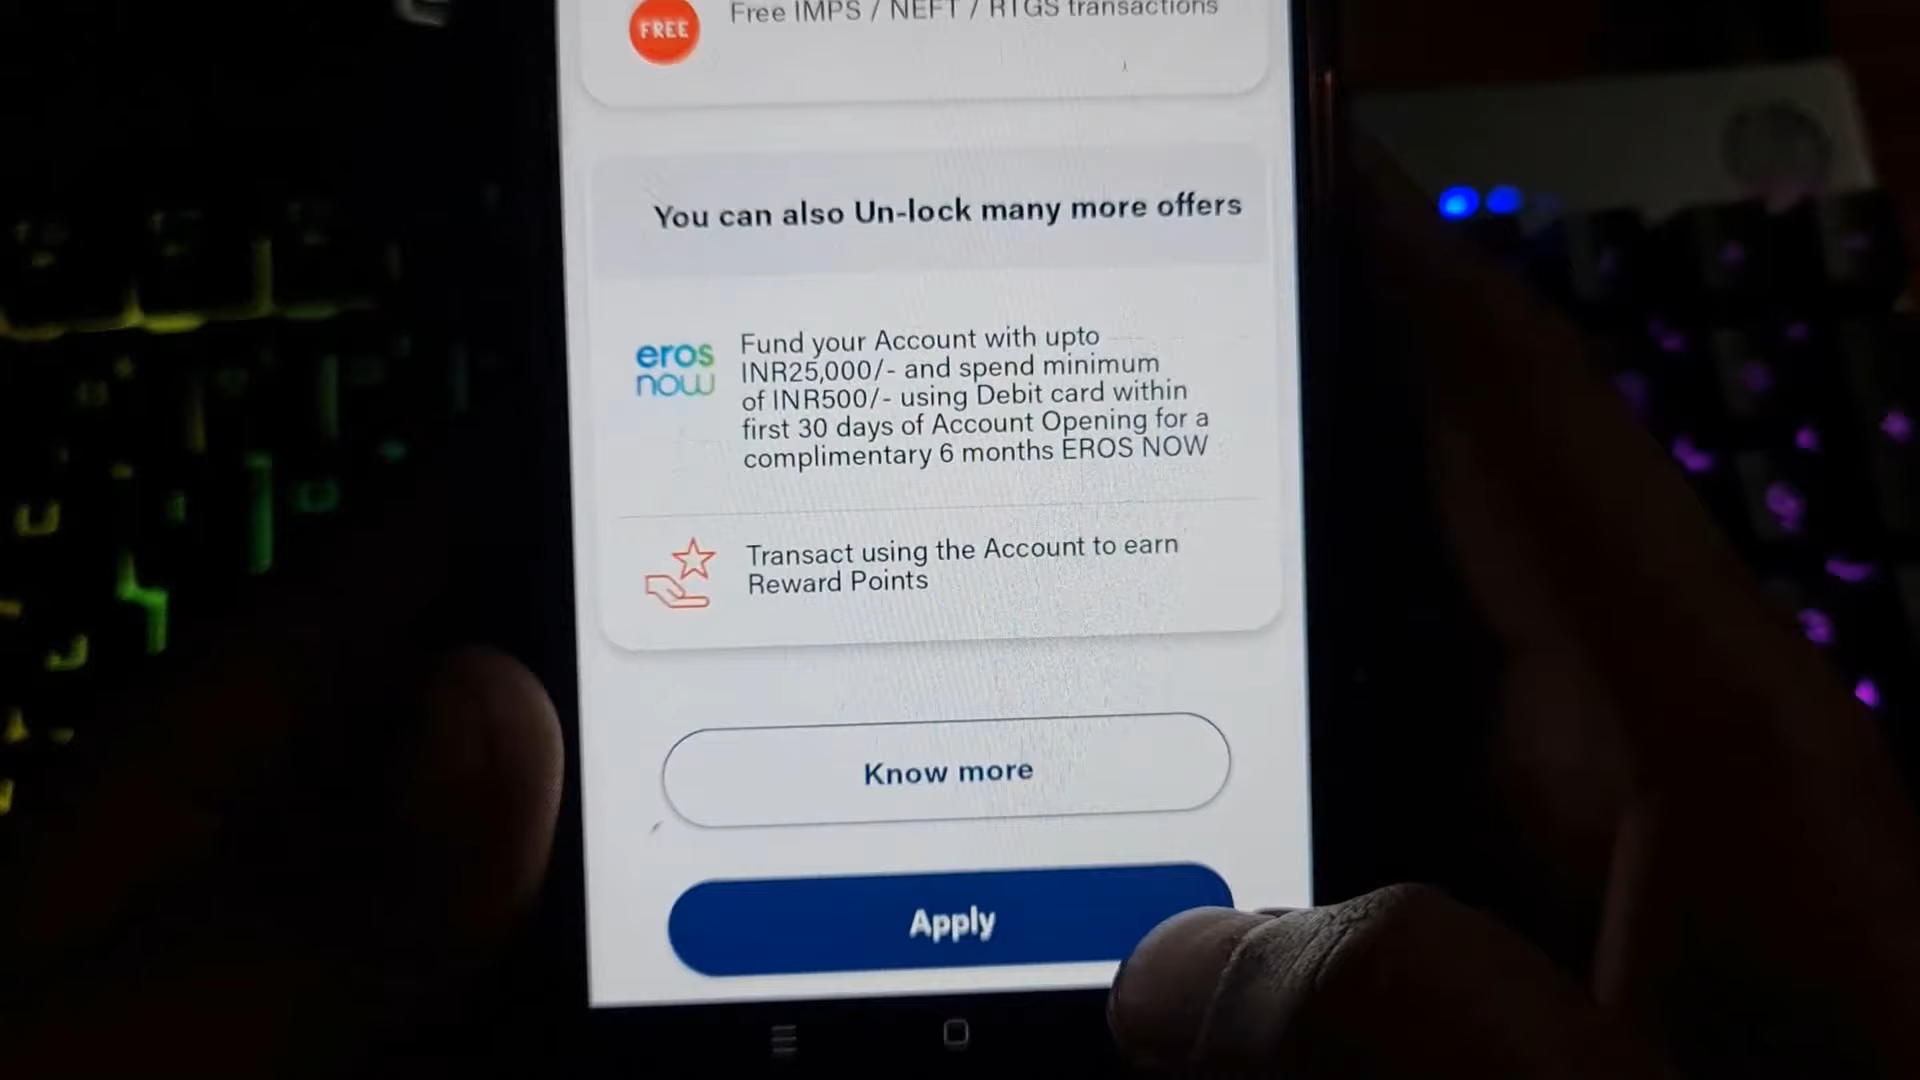 FREE
Free IMPS / NEFT / RTGS transactions
You can also Un-lock many more offers
eros
now
Fund your Account with upto
INR25,000/- and spend minimum
of INR500/- using Debit card within
first 30 days of Account Opening for a
complimentary 6 months EROS NOW
Transact using the Account to earn
Reward Points
Know more
Apply